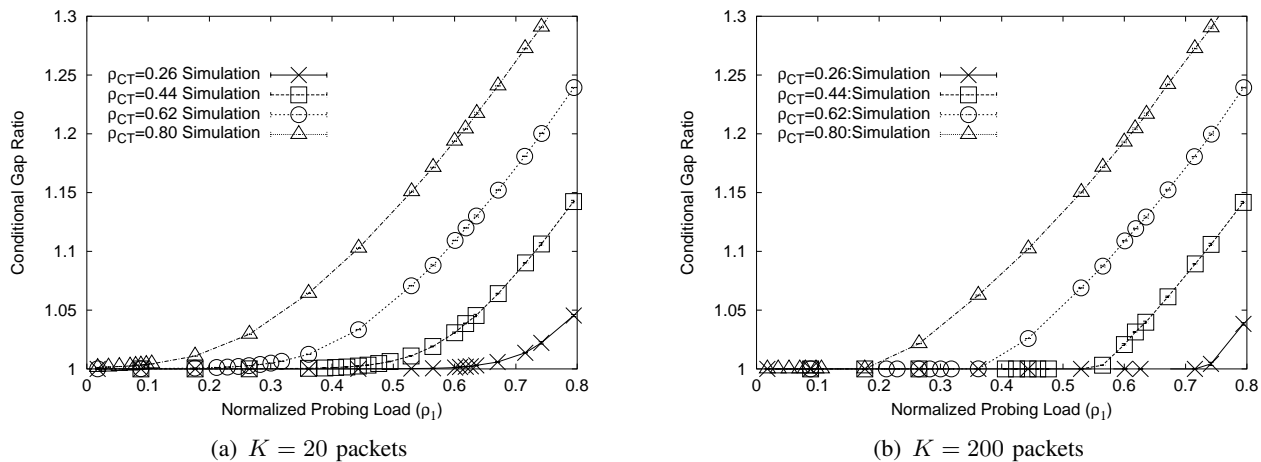 1.3
1.25
1.2
1.15
1.1
1.05
1
Conditional Gap Ratio
ρCT=0.26 Simulation
ρCT=0.44 Simulation
ρCT=0.62 Simulation
ρCT=0.80 Simulation
0 0.1 0.2 0.3 0.4 0.5 0.6 0.7 0.8
Normalized Probing Load (ρ1)
(a) K = 20 packets
1.3
1.25
1.2
1.15
1.1
1.05
1
Conditional Gap Ratio
ρCT=0.26:Simulation
ρCT=0.44:Simulation
ρCT=0.62:Simulation
ρCT=0.80:Simulation
0 0.1 0.2 0.3 0.4 0.5 0.6 0.7 0.8
Normalized Probing Load (ρ1)
(b) K = 200 packets